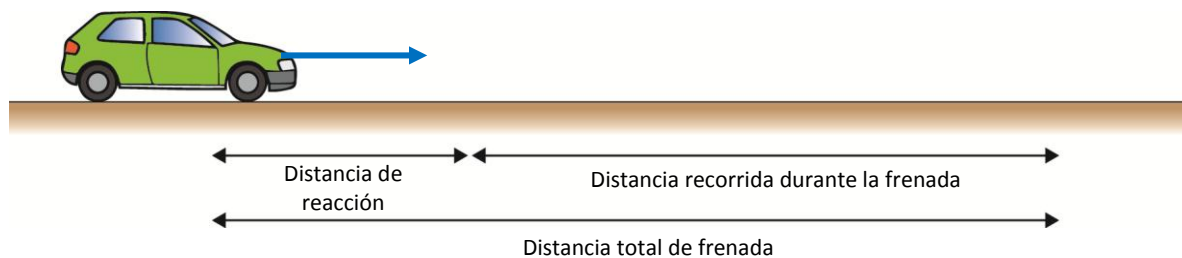 Distancia de
reacción
Distancia recorrida durante la frenada
Distancia total de frenada